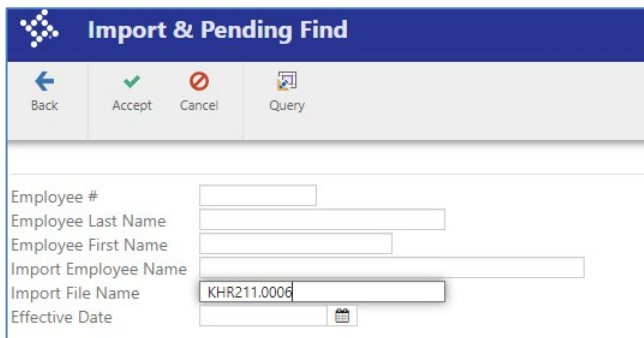 Import & Pending Find
Back Accept Cancel Query
Employee #
Employee Last Name
Employee First Name
Import Employee Name
Import File Name KHR211.0006
Effective Date